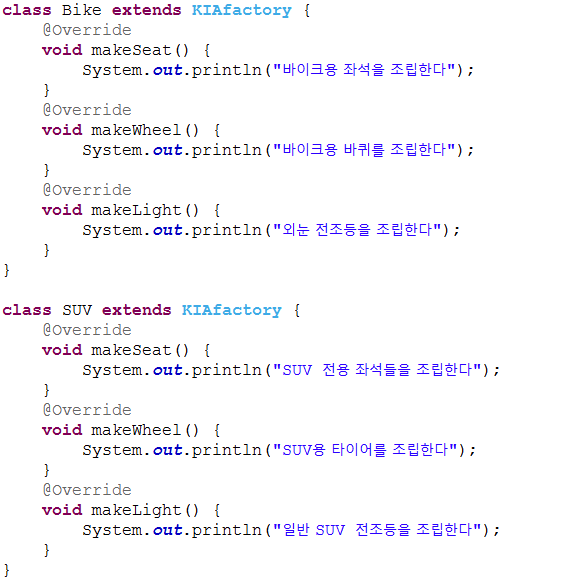 class Bike extends KIAfactory {
    @Override
    void makeSeat() {
        System.out.println("바이크용 좌석을 조립한다");
    }
    @Override
    void makeWheel() {
        System.out.println("바이크용 바퀴를 조립한다");
    }
    @Override
    void makeLight() {
        System.out.println("외눈 전조등을 조립한다");
    }
}

class SUV extends KIAfactory {
    @Override
    void makeSeat() {
        System.out.println("SUV 전용 좌석들을 조립한다");
    }
    @Override
    void makeWheel() {
        System.out.println("SUV용 타이어를 조립한다");
    }
    @Override
    void makeLight() {
        System.out.println("일반 SUV 전조등을 조립한다");
    }
}